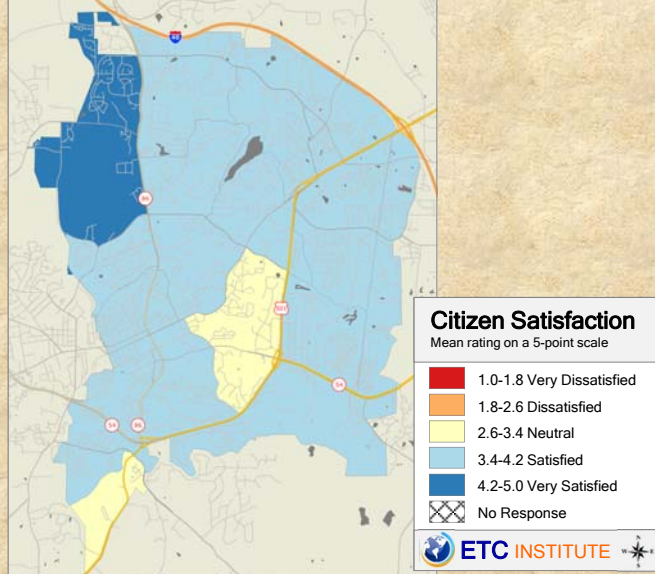 40
86
501
54
54
86
Citizen Satisfaction
Mean rating on a 5-point scale
1.0-1.8 Very Dissatisfied
1.8-2.6 Dissatisfied
2.6-3.4 Neutral
3.4-4.2 Satisfied
4.2-5.0 Very Satisfied
No Response
ETC INSTITUTE
N
W E
S